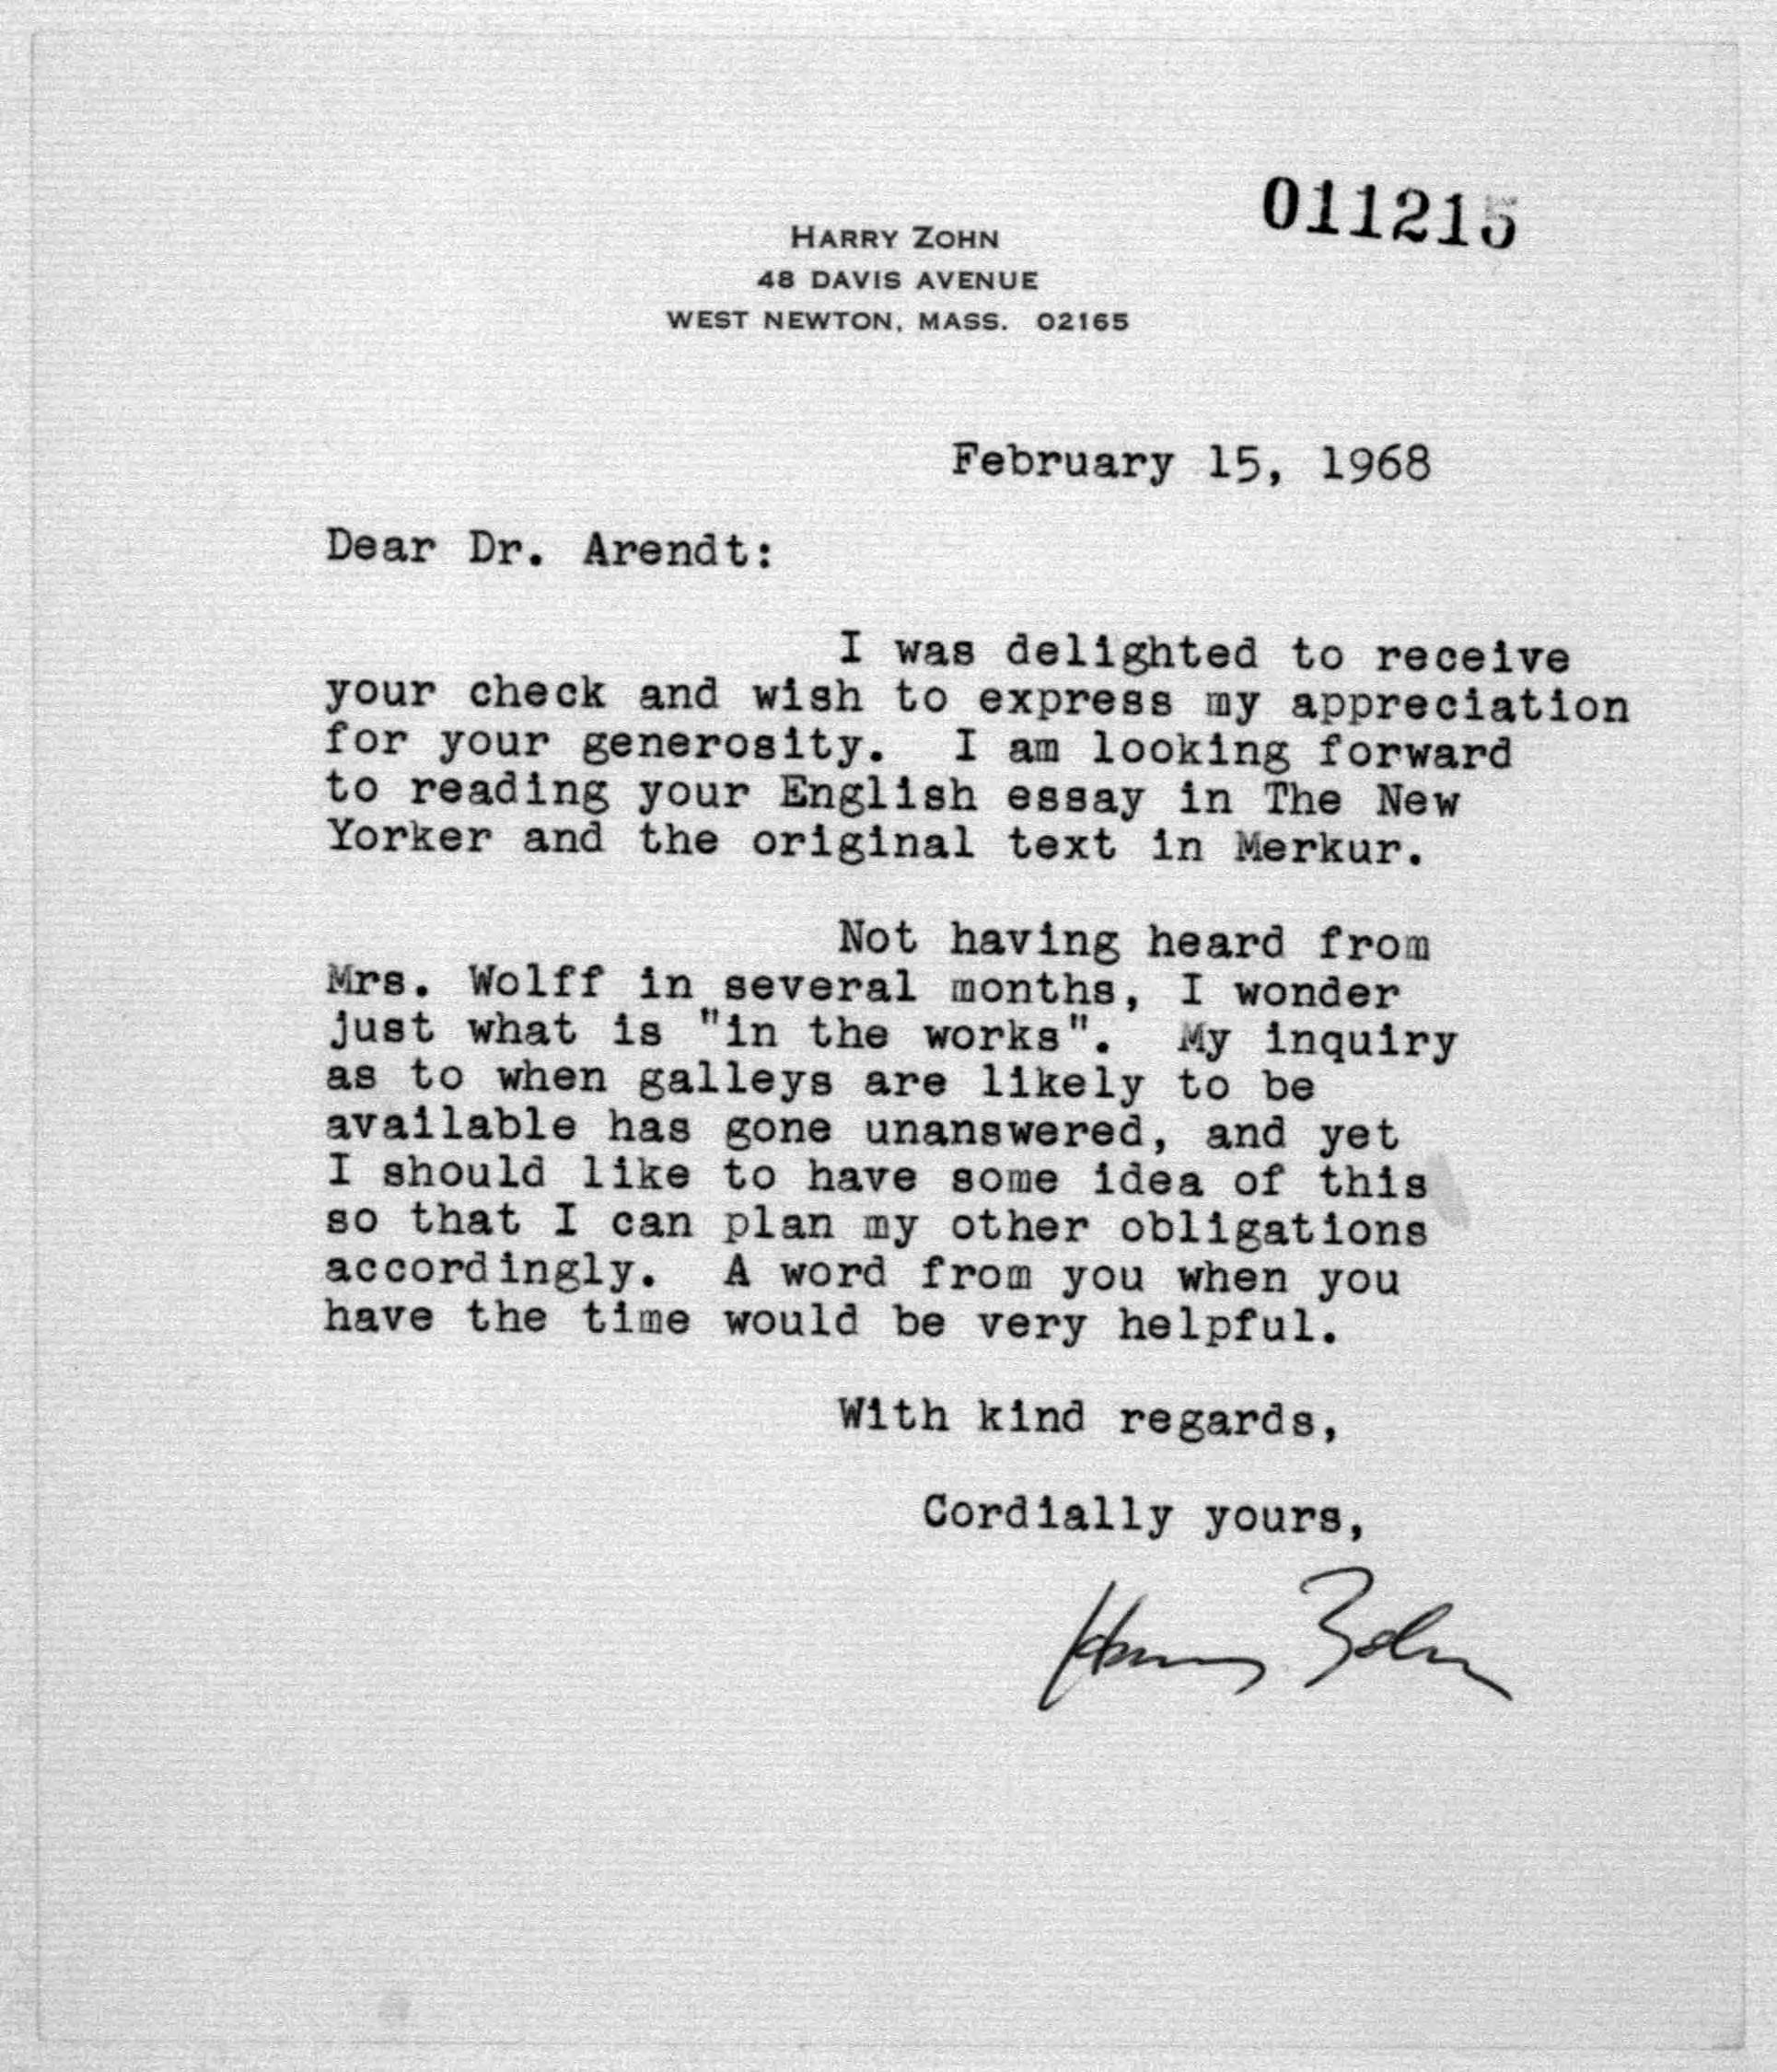 011215
HARRY ZOHN
48 DAVIS AVENUE
WEST NEWTON, MASS. 02165
February 15, 1968
Dear Dr. Arendt:
I was delighted to receive
your check and wish to express my appreciation
for your generosity. I am looking forward
to reading your English essay in The New
Yorker and the original text in Merkur.
Not having heard from
Mrs. Wolff in several months, I wonder
just what is "in the works". My inquiry
as to when galleys are likely to be
available has gone unanswered, and yet
I should like to have some idea of this
so that I can plan my other obligations
accordingly. A word from you when you
have the time would be very helpful.
With kind regards,
Cordially yours,
Harry Zohn